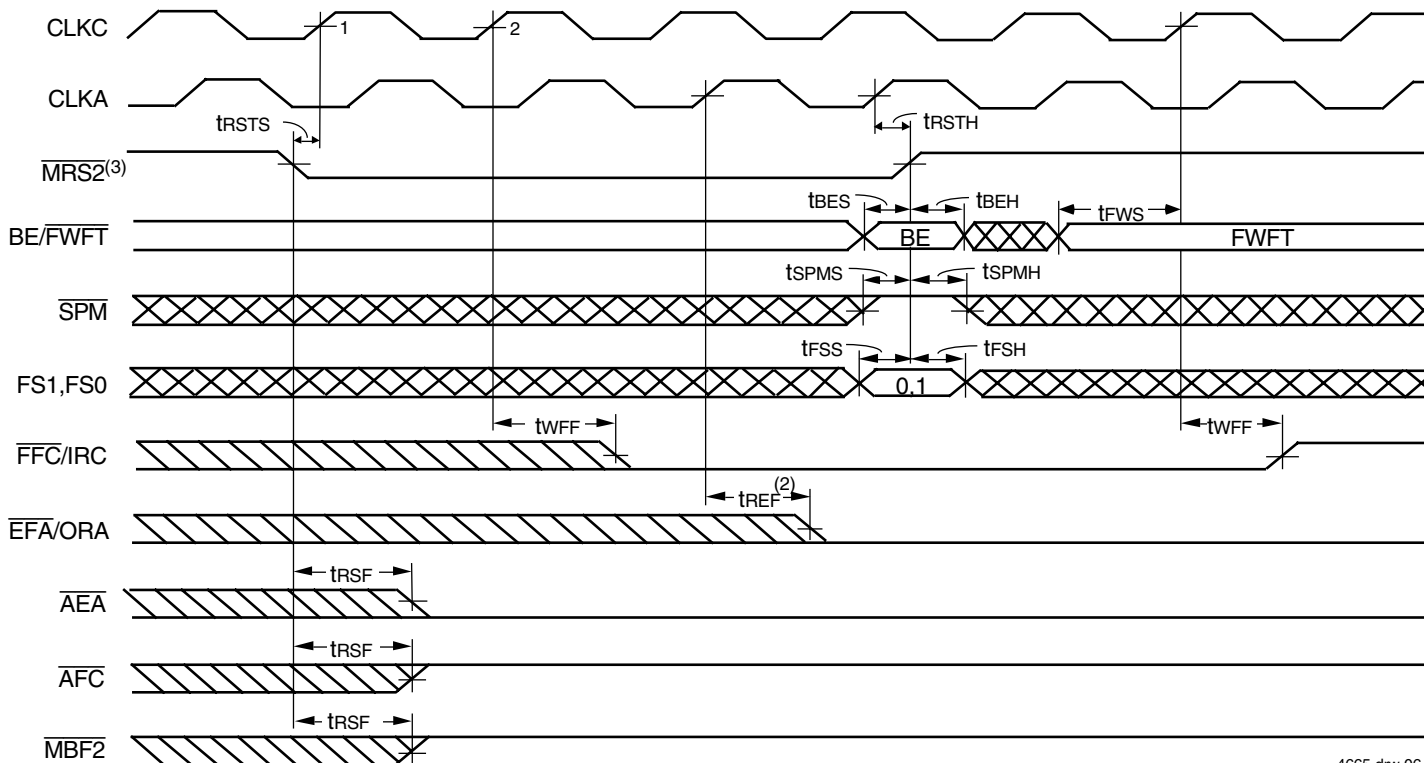 CLKC
1
2
CLKA
tRSTS
tRSTH
MRS2(3)
tBES
tBEH
tFWS
BE/FWFT
BE
FWFT
tSPMS
tSPMH
SPM
tFSS
tFSH
FS1,FS0
0,1
tWFF
tWFF
FFC/IRC
tREF(2)
EFA/ORA
tRSF
AEA
tRSF
AFC
tRSF
MBF2